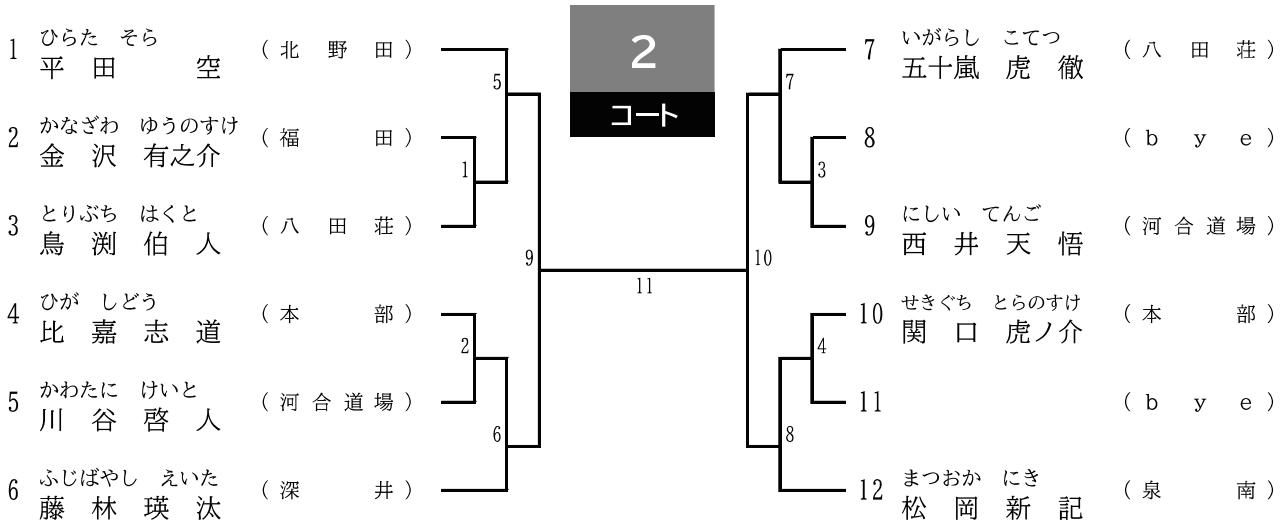 2
コート
ひらた そら
1 平田 空 (北野田)
かなざわ ゆうのすけ
2 金沢 有之介 (福田)
とりぶち はくと
3 鳥渕伯人 (八田荘)
ひが しどう
4 比嘉志道 (本部)
かわたに けいと
5 川谷啓人 (河合道場)
ふじばやし えいた
6 藤林瑛汰 (深井)
5
1
9
2
6
11
7
3
10
4
8
いがらし こてつ
7 五十嵐 虎徹 (八田荘)
8 (bye)
にしい てんご
9 西井天悟 (河合道場)
せきぐち とらのすけ
10 関口 虎ノ介 (本部)
11 (bye)
まつおか にき
12 松岡新記 (泉南)